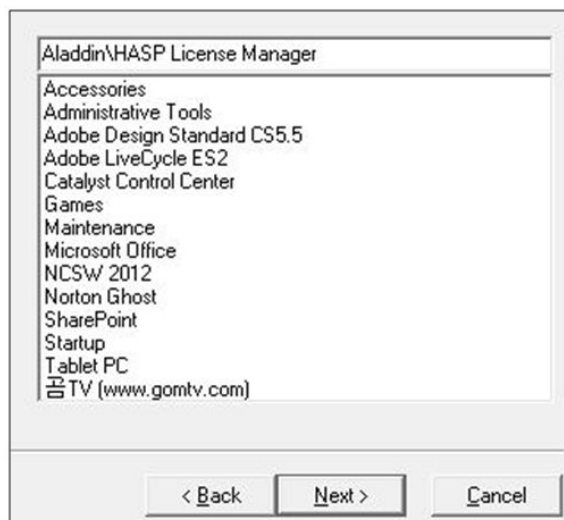 Aladdin\HASP License Manager
Accessories
Administrative Tools
Adobe Design Standard CS5.5
Adobe LiveCycle ES2
Catalyst Control Center
Games
Maintenance
Microsoft Office
NCSW 2012
Norton Ghost
SharePoint
Startup
Tablet PC
곰TV (www.gomtv.com)
< Back
Next >
Cancel